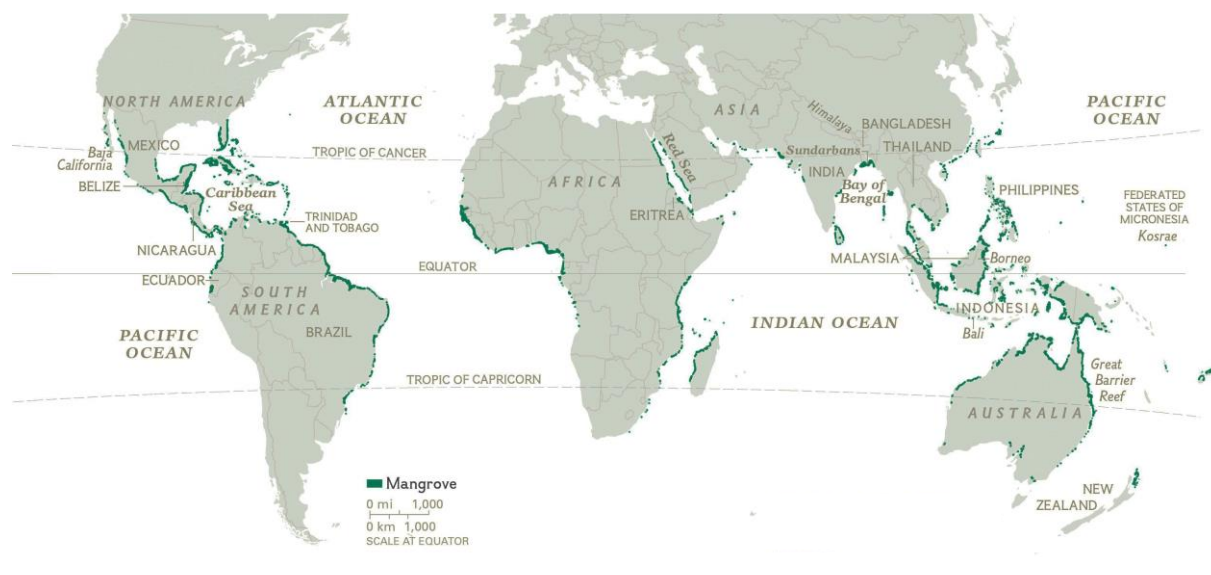 NORTH AMERICA
ATLANTIC
OCEAN
ASIA
Himalaya
PACIFIC
OCEAN
BANGLADESH
Baja
California
MEXICO
TROPIC OF CANCER
Red Sea
Sundarbans
THAILAND
INDIA
BELIZE
Caribbean
Sea
AFRICA
Bay of
Bengal
PHILIPPINES
FEDERATED
STATES OF
MICRONESIA
Kosrae
TRINIDAD
AND TOBAGO
ERITREA
NICARAGUA
MALAYSIA
Borneo
EQUATOR
ECUADOR
SOUTH
AMERICA
BRAZIL
INDIAN OCEAN
INDONESIA
Bali
PACIFIC
OCEAN
TROPIC OF CAPRICORN
Great
Barrier
Reef
AUSTRALIA
Mangrove
0 mi 1,000
0 km 1,000
SCALE AT EQUATOR
NEW
ZEALAND